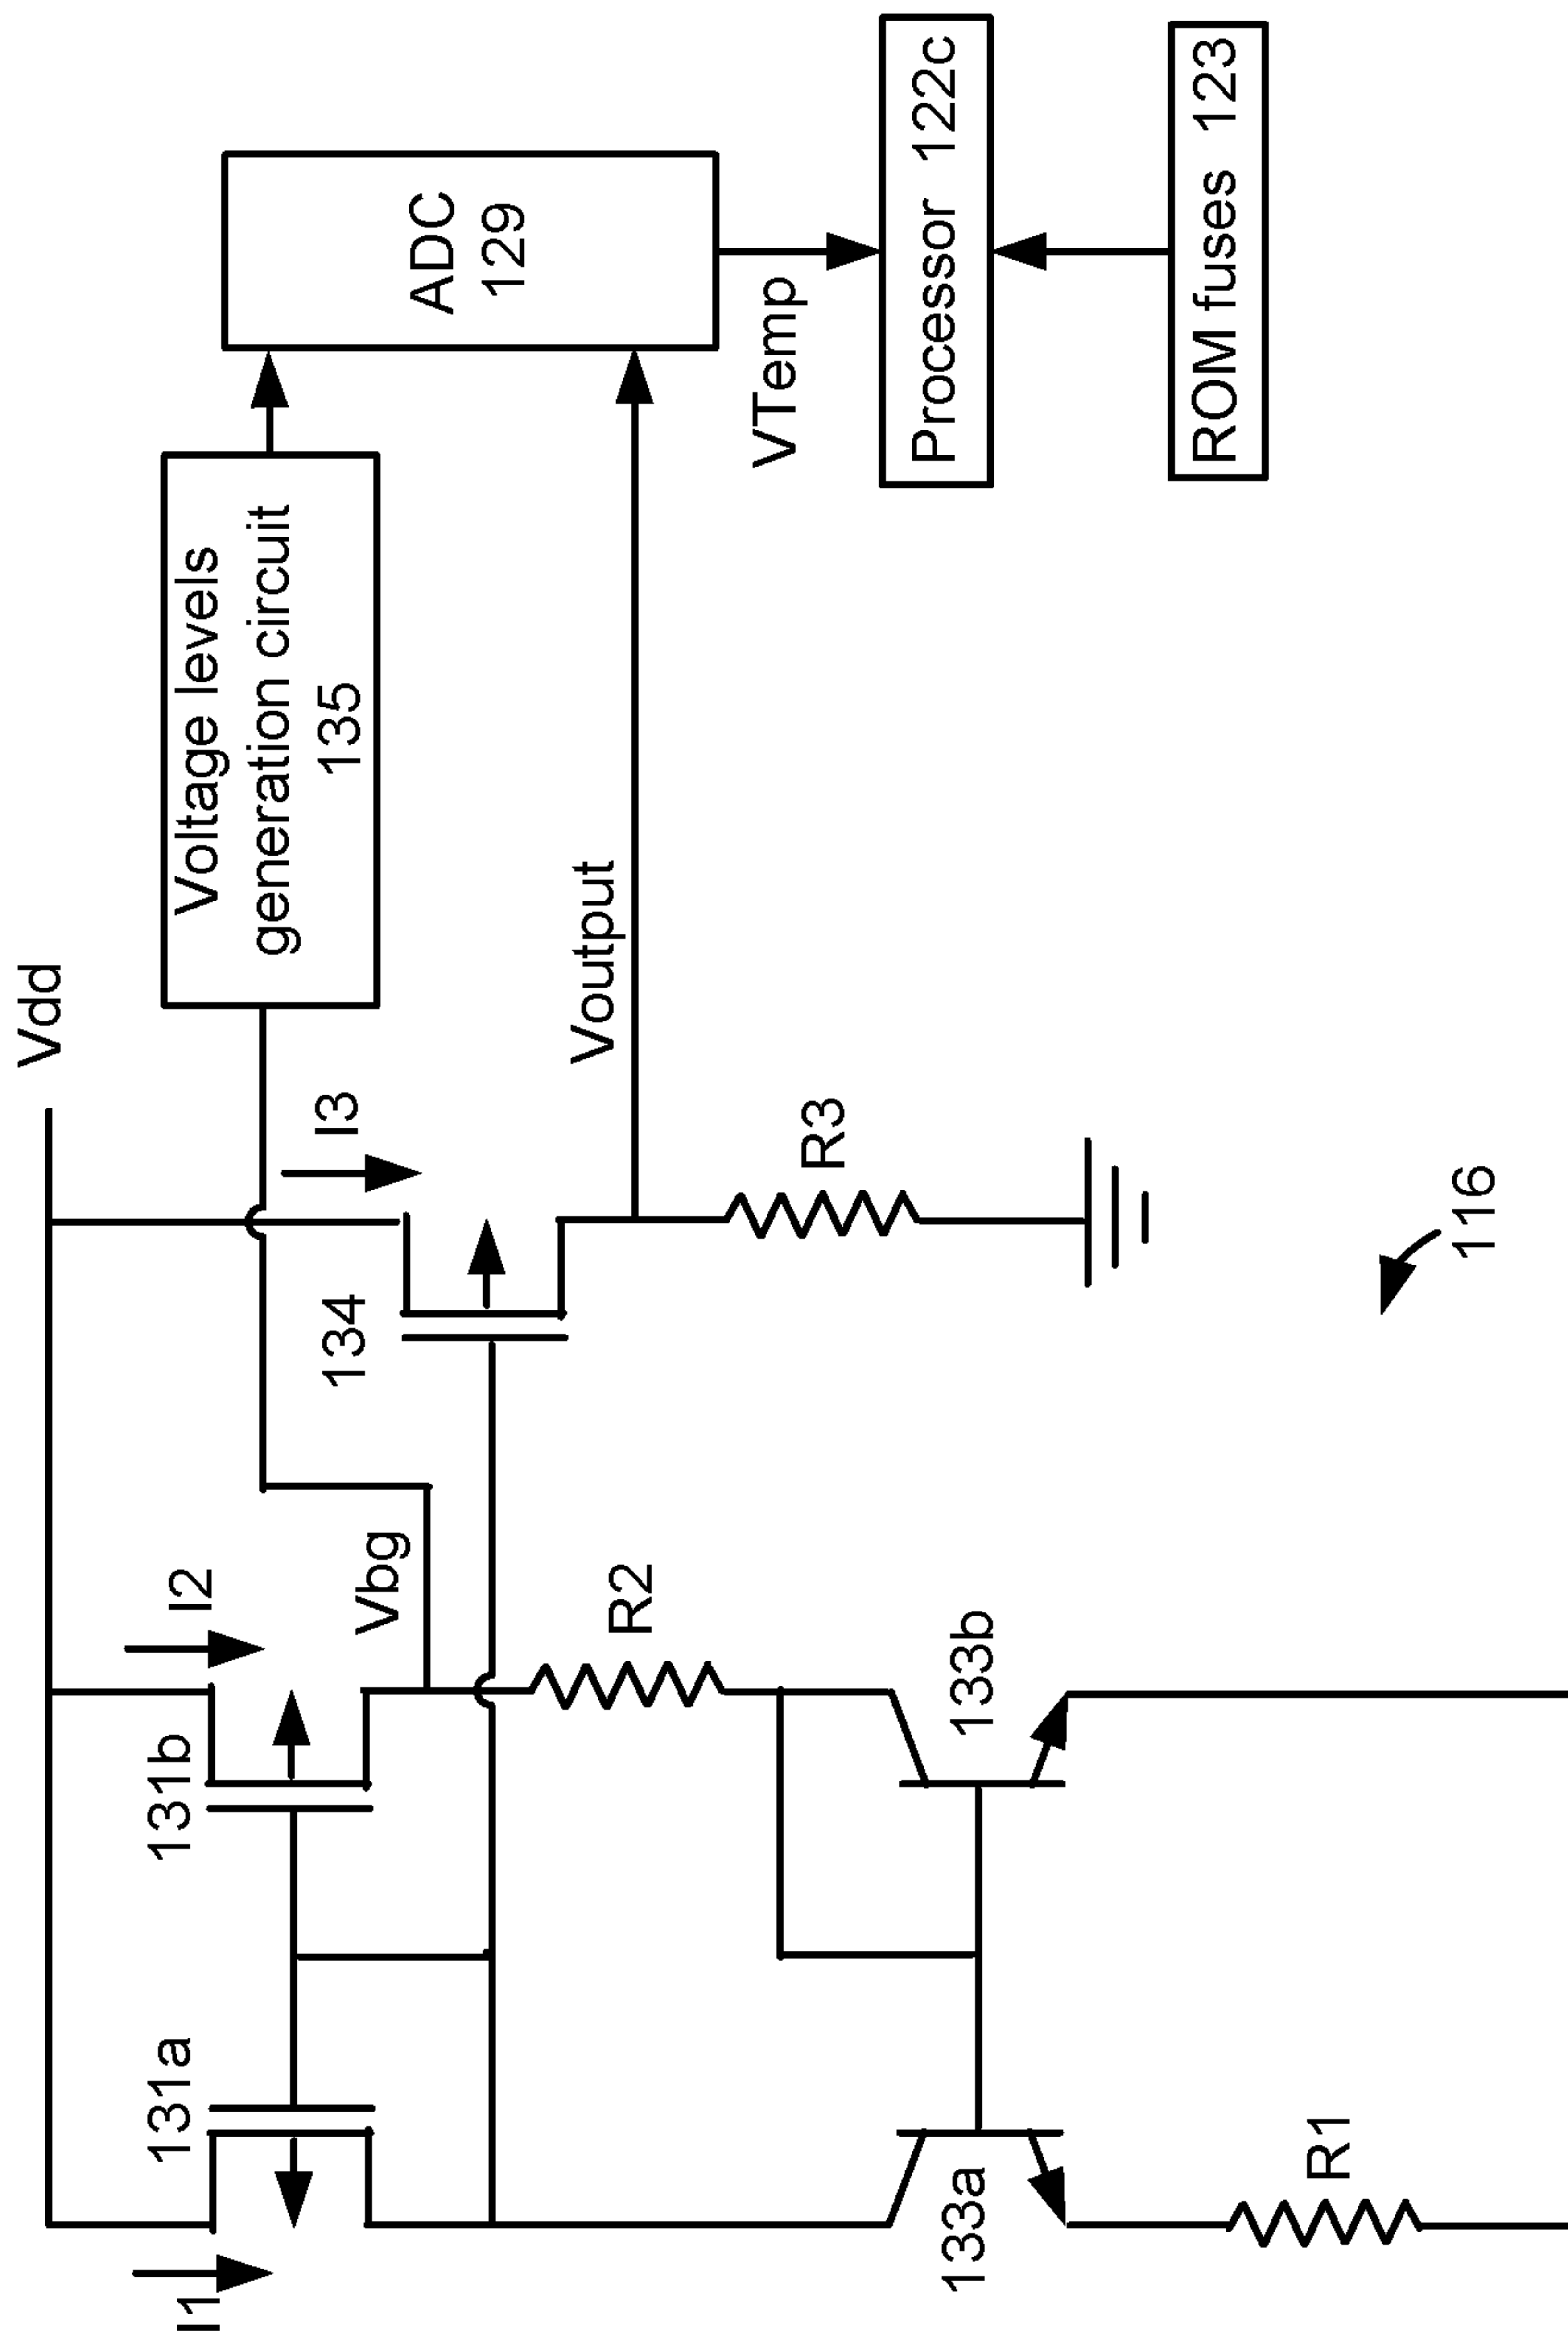 Vdd
I1
131a
131b
I2
Vbg
134
I3
Voltage levels
generation circuit
135
ADC
129
Voutput
R2
R3
VTemp
Processor 122c
ROM fuses 123
133a
133b
R1
116